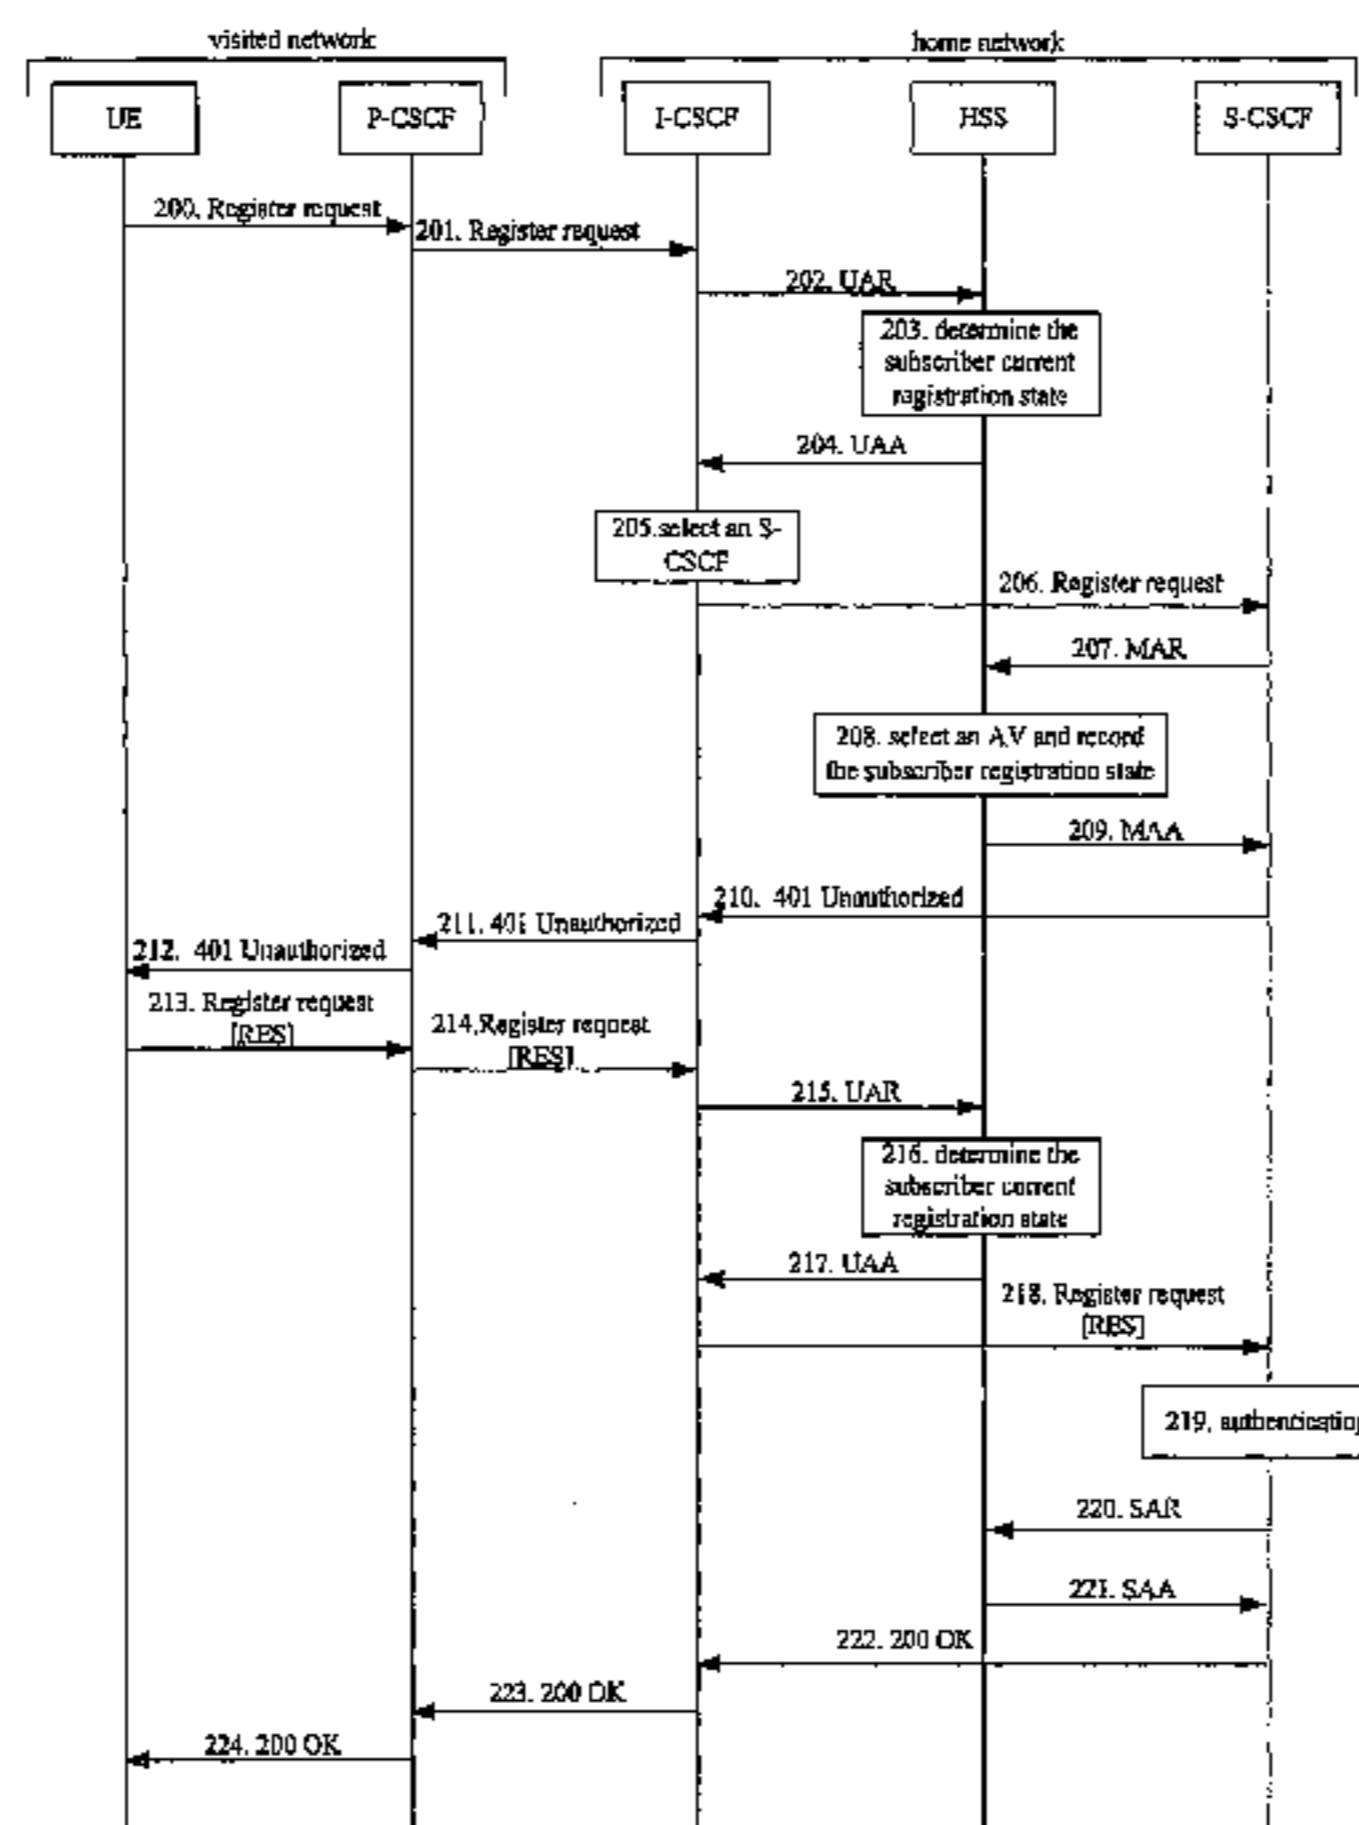 visited network
home network
UE
P-CSCF
I-CSCF
HSS
S-CSCF
200. Register request
201. Register request
202. UAR
203. determine the
subscriber current
registration state
204. UAA
205.select an S-
CSCF
206. Register request
207. MAR
208. select an AV and record
the subscriber registration state
209. MAA
210. 401 Unauthorized
211. 401 Unauthorized
212. 401 Unauthorized
213. Register request
[RES]
214.Register request
[RES]
215. UAR
216. determine the
subscriber current
registration state
217. UAA
218. Register request
[RES]
219. authentication
220. SAR
221. SAA
222. 200 OK
223. 200 OK
224. 200 OK